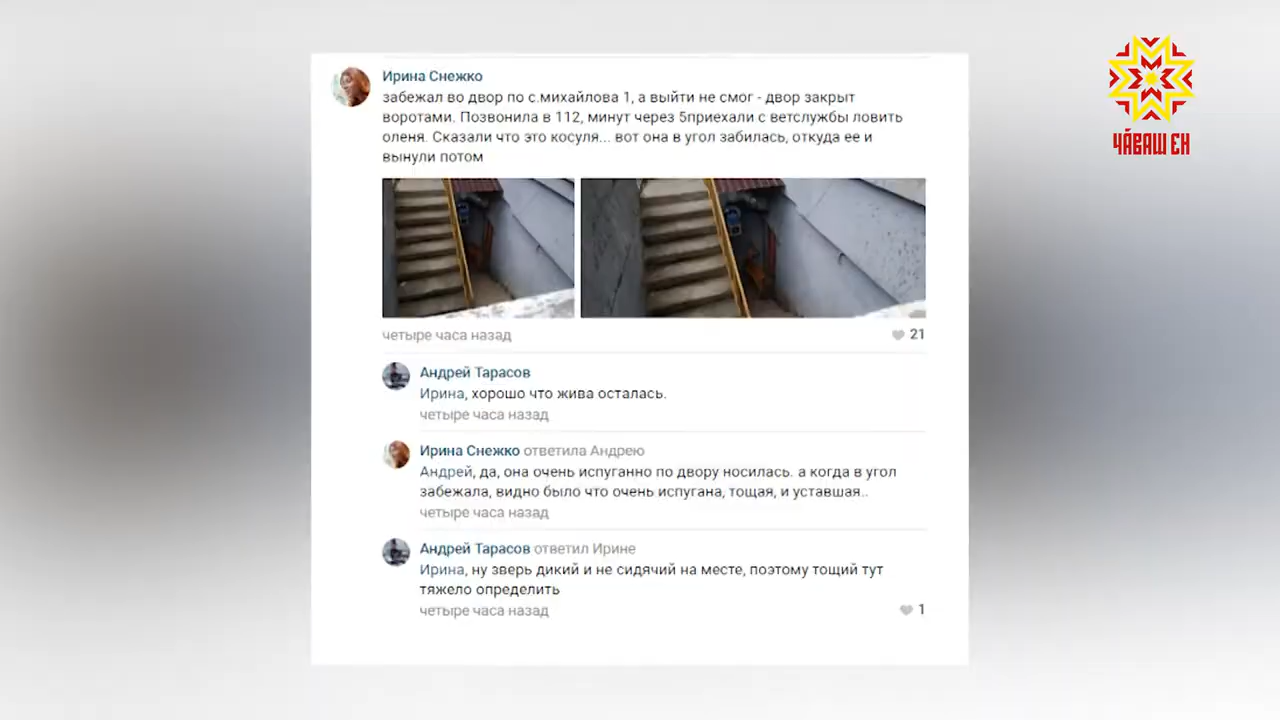 Ирина Снежко
забежал во двор по с.михайлова 1, а выйти не смог - двор закрыт
воротами. Позвонила в 112, минут через 5приехали с ветслужбы ловить
оленя. Сказали что это косуля... вот она в угол забилась, откуда ее и
вынули потом
четыре часа назад
21
Андрей Тарасов
Ирина, хорошо что жива осталась.
четыре часа назад
Ирина Снежко ответила Андрею
Андрей, да, она очень испуганно по двору носилась. а когда в угол
забежала, видно было что очень испугана, тощая, и уставшая..
четыре часа назад
Андрей Тарасов ответил Ирине
Ирина, ну зверь дикий и не сидячий на месте, поэтому тощий тут
тяжело определить
четыре часа назад
1
ЧӐВАШ ЕН